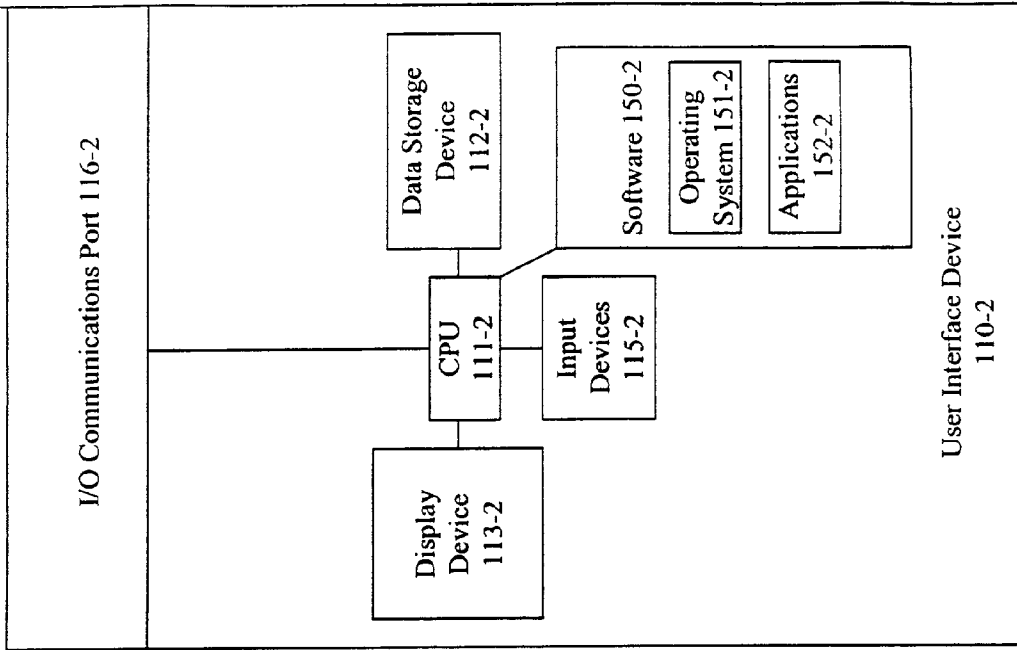 I/O Communications Port 116-2
Data Storage
Device
112-2
CPU
111-2
Display
Device
113-2
Input
Devices
115-2
Software 150-2
Operating
System 151-2
Applications
152-2
User Interface Device
110-2